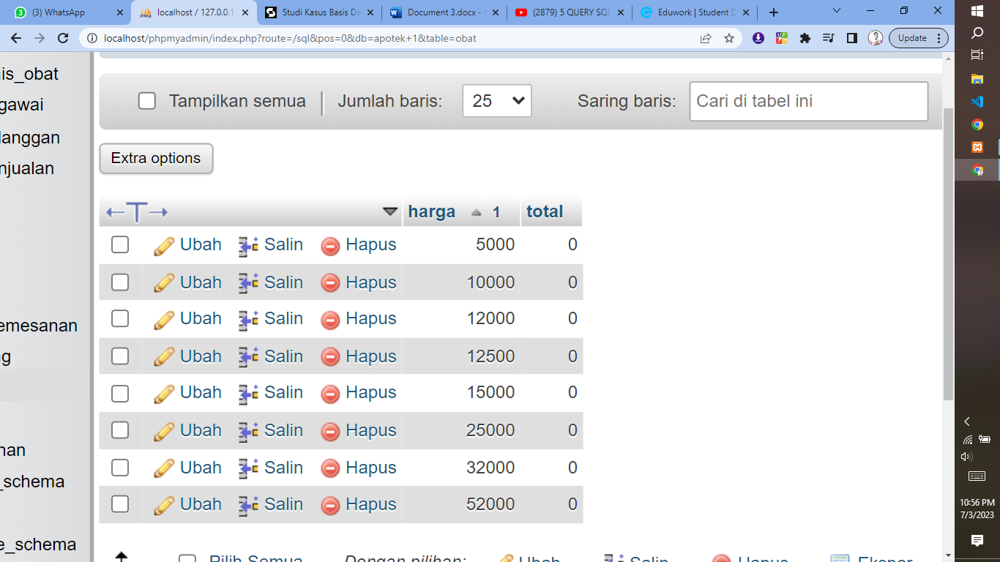 (3) WhatsApp
localhost / 127.0.0.1
Studi Kasus Basis Da
Document 3.docx -
(2879) 5 QUERY SQL
Eduwork | Student D
localhost/phpmyadmin/index.php?route=/sql&pos=0&db=apotek+1&table=obat
Update
is_obat
gawai
langgan
njualan
emesanan
g
nan
_schema
e_schema
Tampilkan semua | Jumlah baris: 25 Saring baris: Cari di tabel ini
Extra options
←T→ harga 1 total
Ubah Salin Hapus 5000 0
Ubah Salin Hapus 10000 0
Ubah Salin Hapus 12000 0
Ubah Salin Hapus 12500 0
Ubah Salin Hapus 15000 0
Ubah Salin Hapus 25000 0
Ubah Salin Hapus 32000 0
Ubah Salin Hapus 52000 0
Pilih Semua Dengan pilihan: Ubah Salin Hapus Ekspor
10:56 PM
7/3/2023